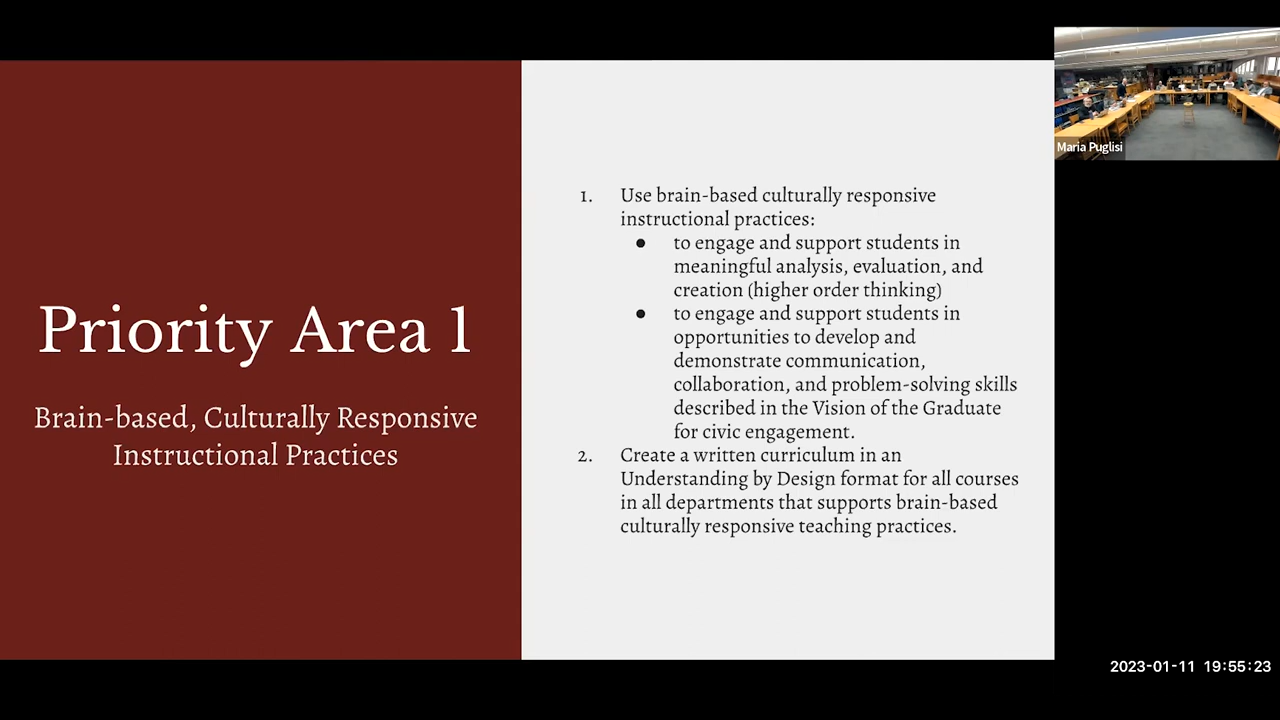 Priority Area 1
Brain-based, Culturally Responsive
Instructional Practices
1. Use brain-based culturally responsive
instructional practices:
● to engage and support students in
meaningful analysis, evaluation, and
creation (higher order thinking)
● to engage and support students in
opportunities to develop and
demonstrate communication,
collaboration, and problem-solving skills
described in the Vision of the Graduate
for civic engagement.
2. Create a written curriculum in an
Understanding by Design format for all courses
in all departments that supports brain-based
culturally responsive teaching practices.
Maria Puglisi
2023-01-11 19:55:23